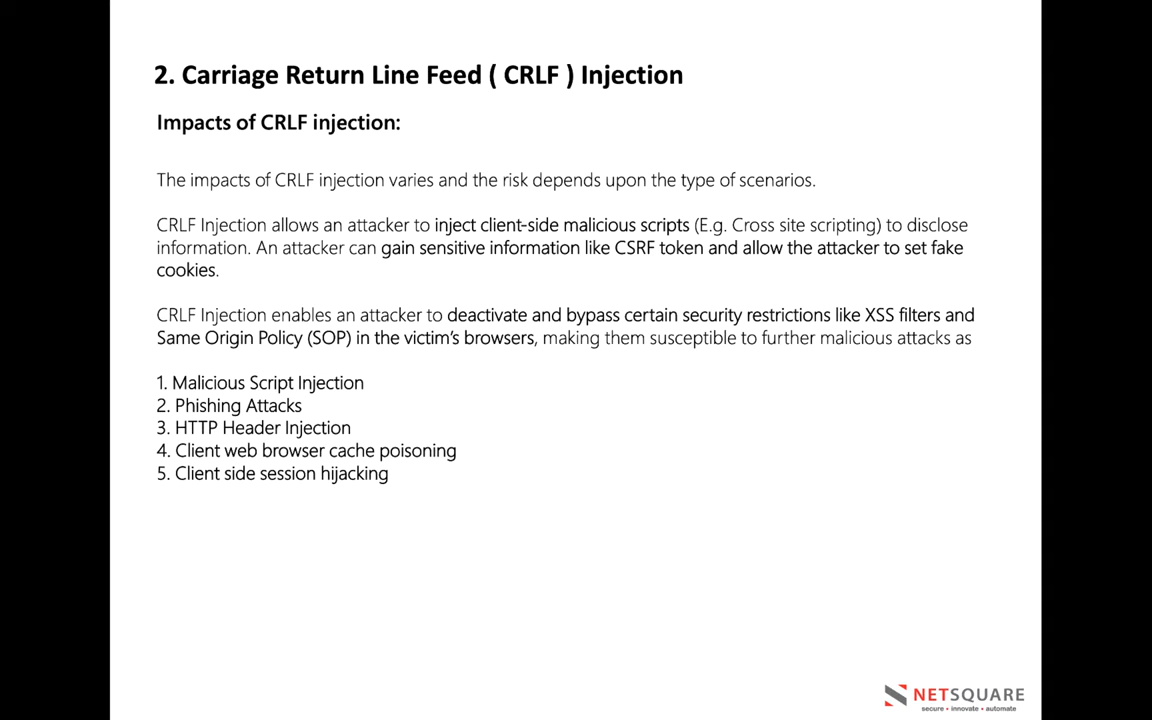 2. Carriage Return Line Feed ( CRLF ) Injection
Impacts of CRLF injection:
The impacts of CRLF injection varies and the risk depends upon the type of scenarios.
CRLF Injection allows an attacker to inject client-side malicious scripts (E.g. Cross site scripting) to disclose
information. An attacker can gain sensitive information like CSRF token and allow the attacker to set fake
cookies.
CRLF Injection enables an attacker to deactivate and bypass certain security restrictions like XSS filters and
Same Origin Policy (SOP) in the victim's browsers, making them susceptible to further malicious attacks as
1. Malicious Script Injection
2. Phishing Attacks
3. HTTP Header Injection
4. Client web browser cache poisoning
5. Client side session hijacking
NETSQUARE
secure • innovate • automate